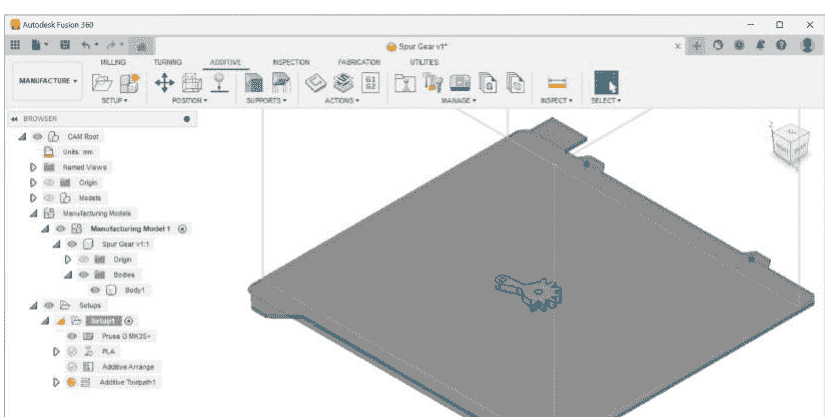 Autodesk Fusion 360
Spur Gear v1*
MANUFACTURE
MILLING TURNING ADDITIVE INSPECTION FABRICATION UTILITIES
G1
G2
SETUP POSITION SUPPORTS ACTIONS MANAGE INSPECT SELECT
BROWSER
CAM Root
Units: mm
Named Views
Origin
Models
Manufacturing Models
Manufacturing Model 1
Spur Gear v1:1
Origin
Bodies
Body1
Setups
Setup1
Prusa i3 MK3S+
PLA
Additive Arrange
Additive Toolpath1